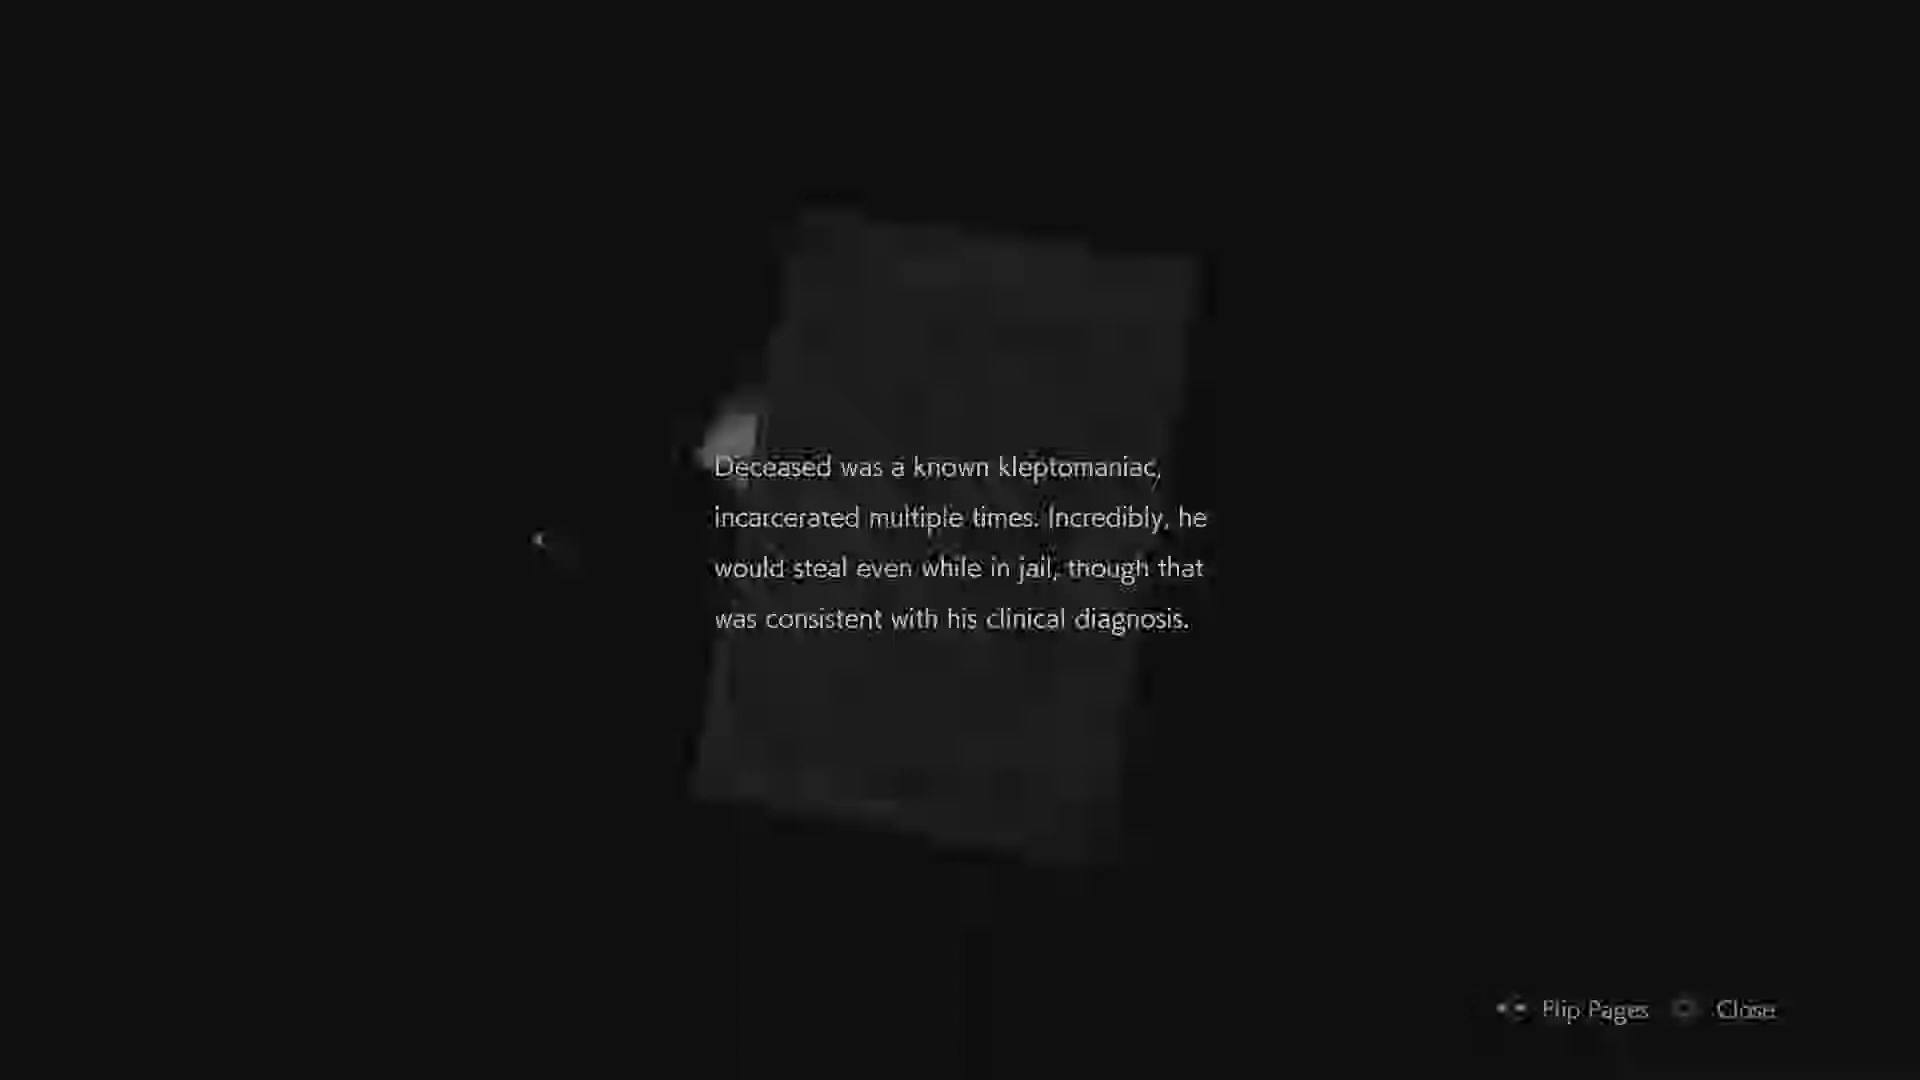 Deceased was a known kleptomaniac,
incarcerated multiple times. Incredibly, he
would steal even while in jail, though that
was consistent with his clinical diagnosis.
Flip Pages Close